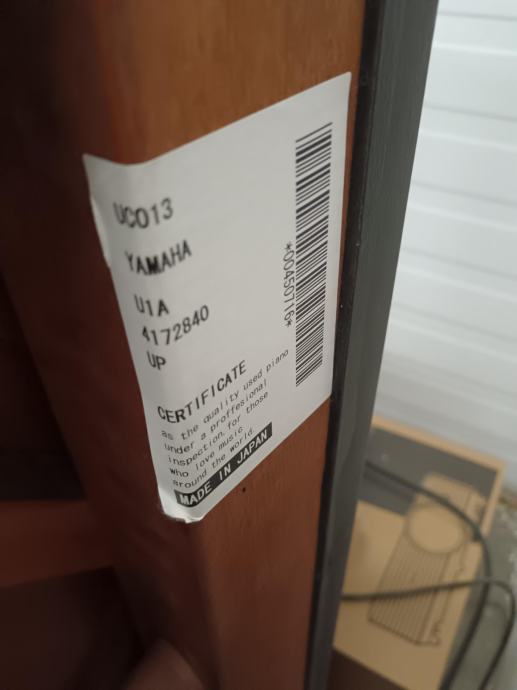 UC013
YAMAHA
U1A
4172840
UP
CERTIFICATE
as the quality used piano
under a proffesional
inspection, for those
who love music
around the world.
MADE IN JAPAN
*00450716*